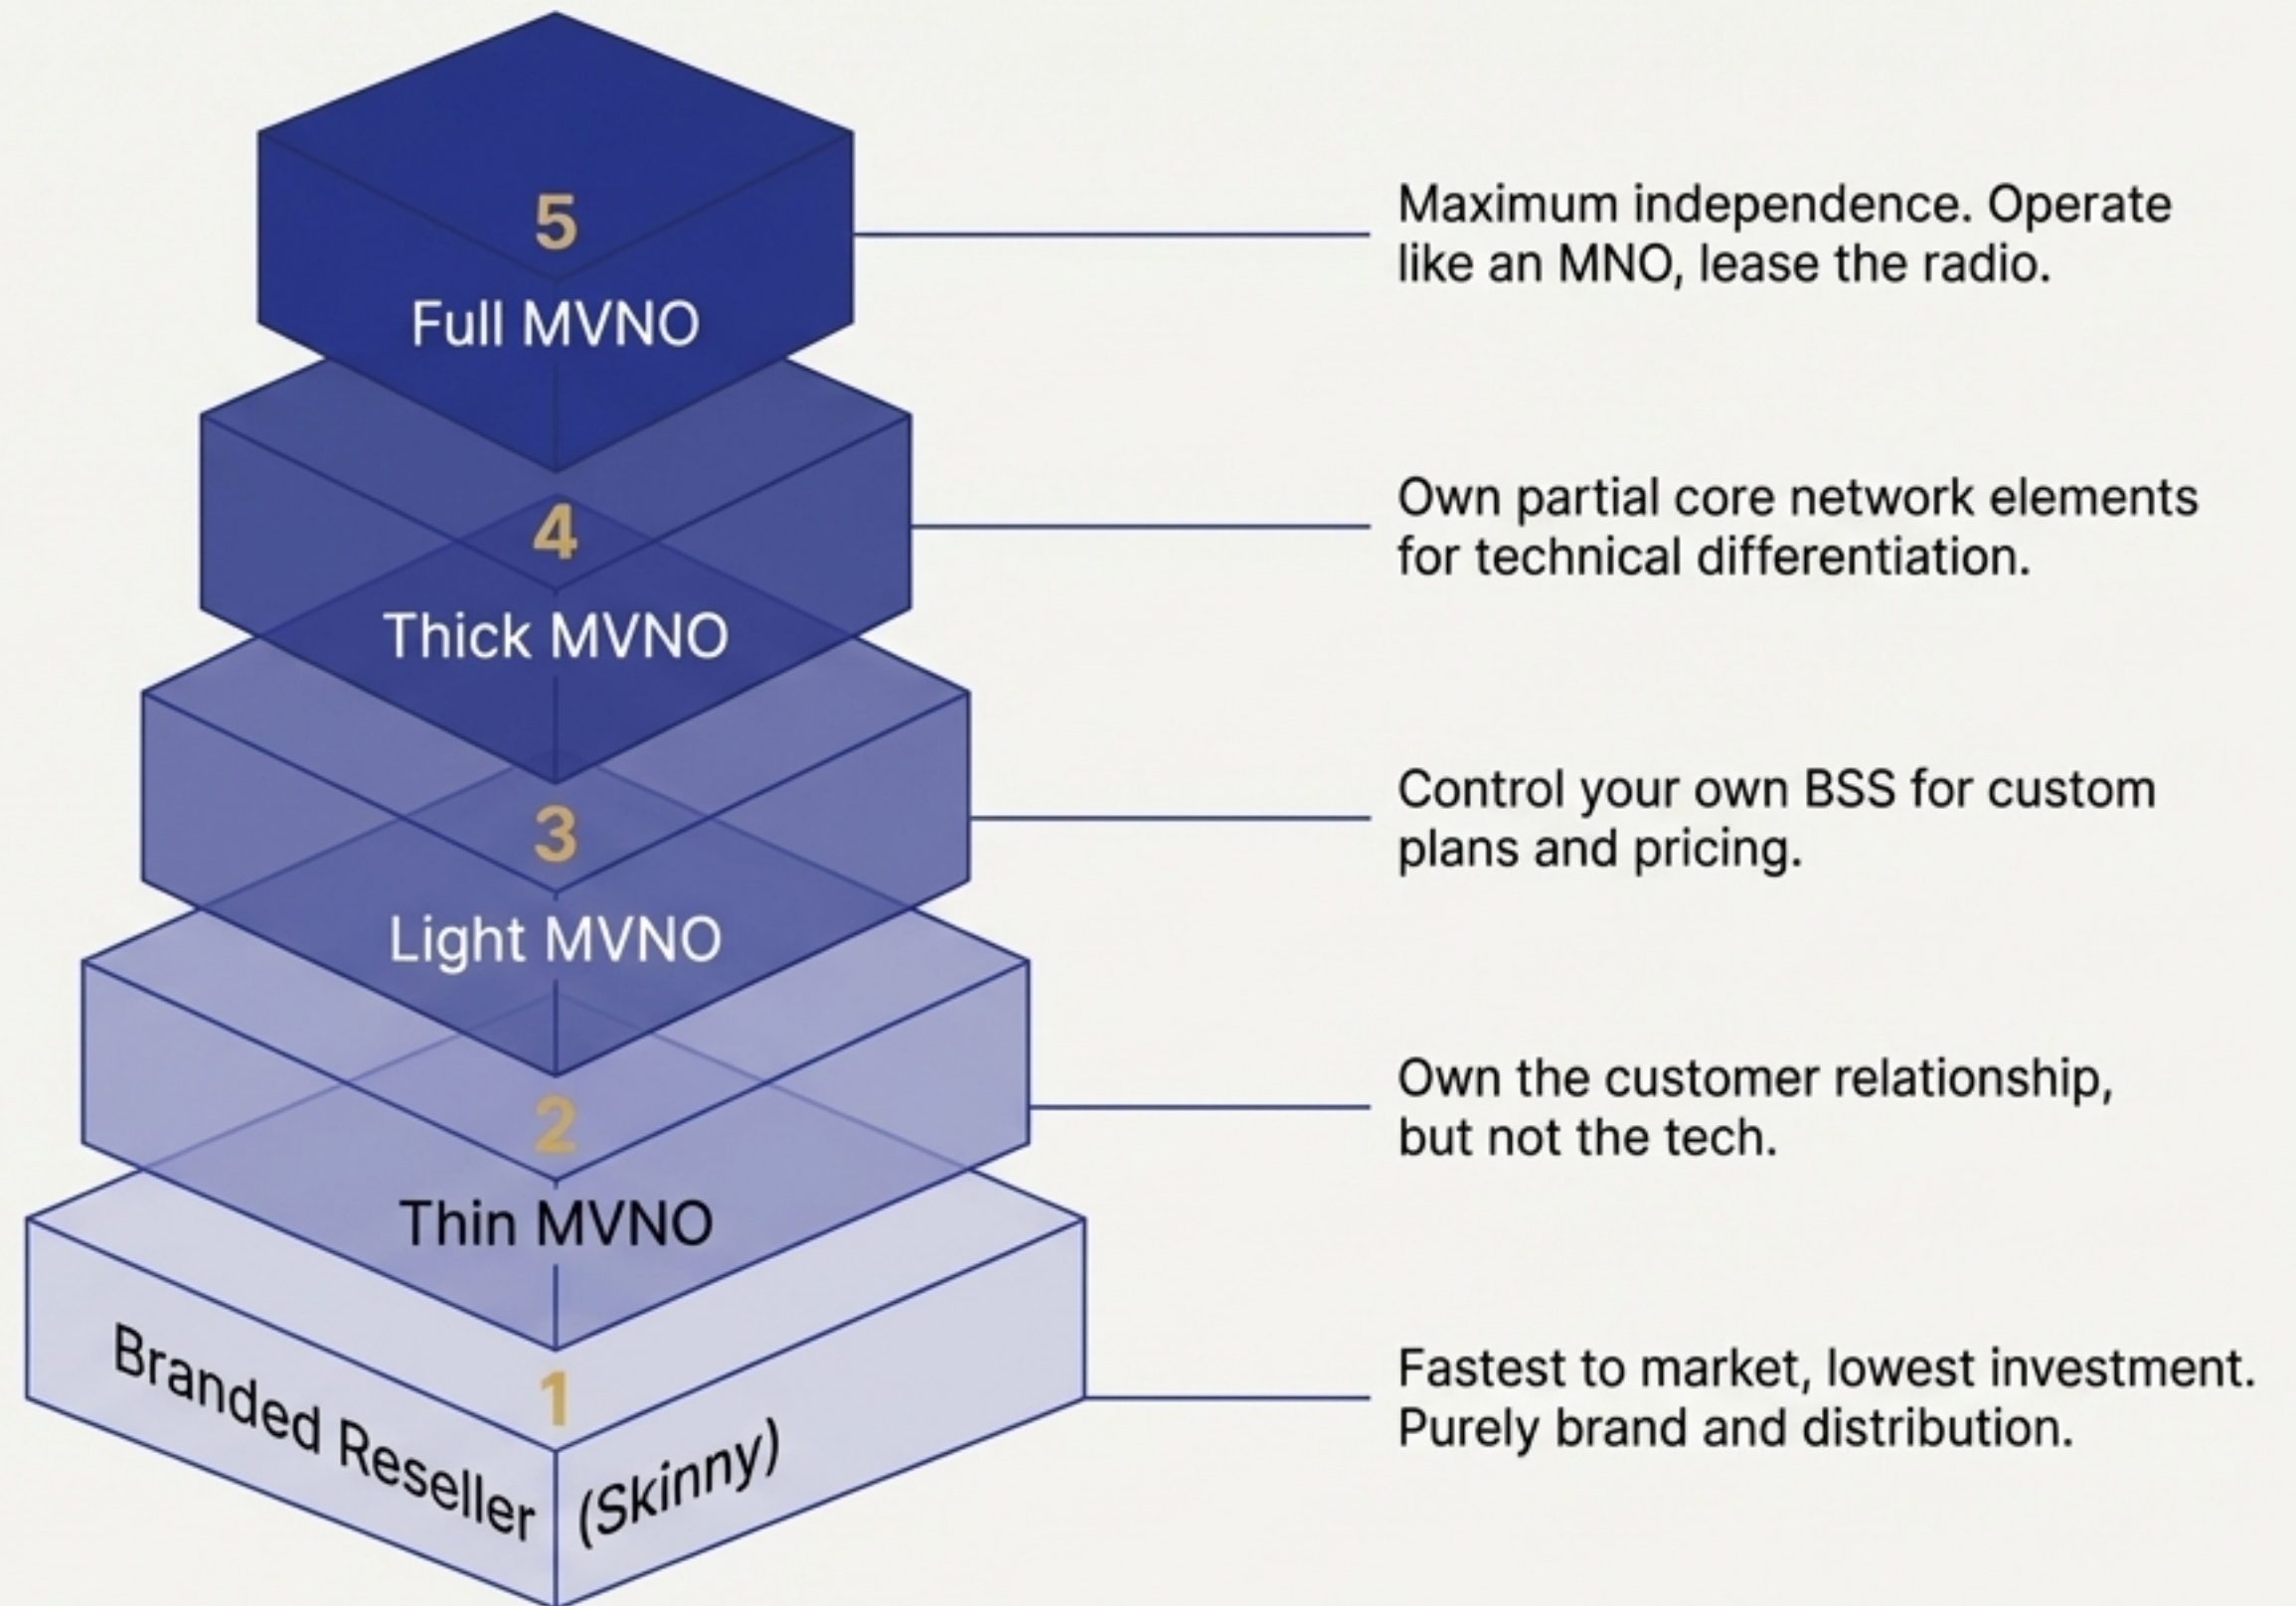 5
Full MVNO
Maximum independence. Operate
like an MNO, lease the radio.
4
Thick MVNO
Own partial core network elements
for technical differentiation.
3
Light MVNO
Control your own BSS for custom
plans and pricing.
2
Thin MVNO
Own the customer relationship,
but not the tech.
1
Branded Reseller (Skinny)
Fastest to market, lowest investment.
Purely brand and distribution.